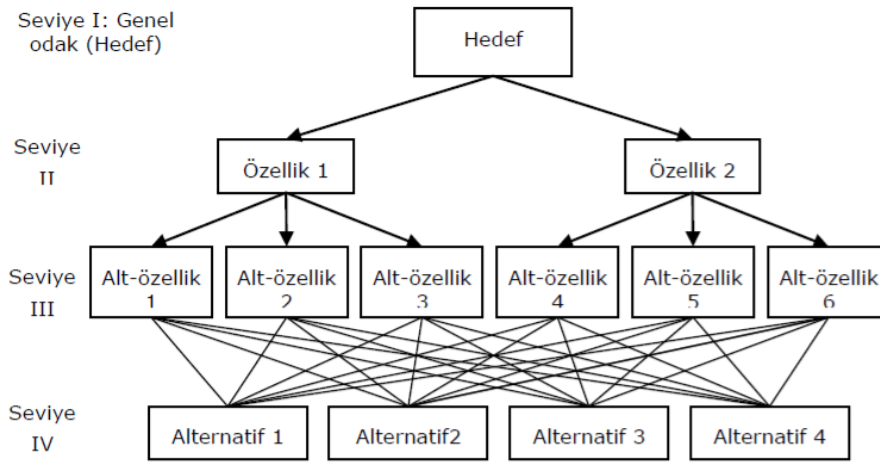 Seviye I: Genel
odak (Hedef)
Hedef
Seviye
II
Özellik 1
Özellik 2
Seviye
III
Alt-özellik
1
Alt-özellik
2
Alt-özellik
3
Alt-özellik
4
Alt-özellik
5
Alt-özellik
6
Seviye
IV
Alternatif 1
Alternatif2
Alternatif 3
Alternatif 4